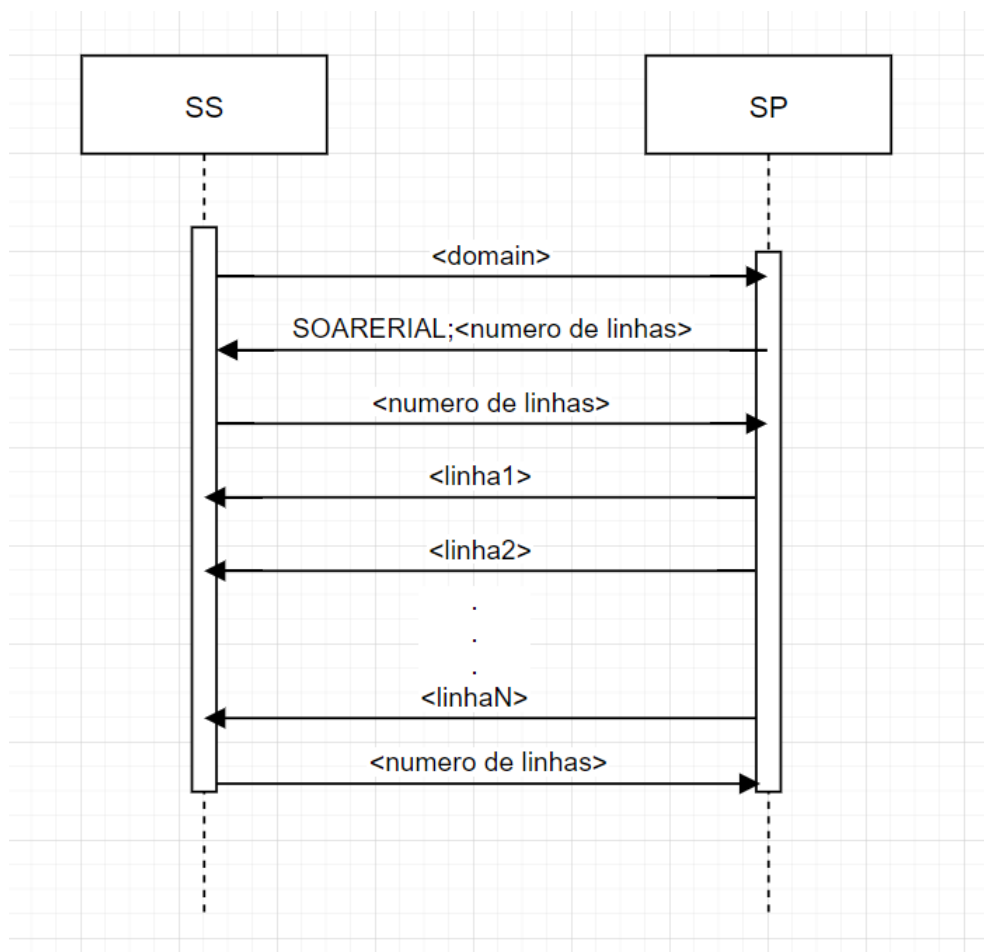 SS
SP
<domain>
SOARERIAL;<numero de linhas>
<numero de linhas>
<linha1>
<linha2>
.
.
.
<linhaN>
<numero de linhas>